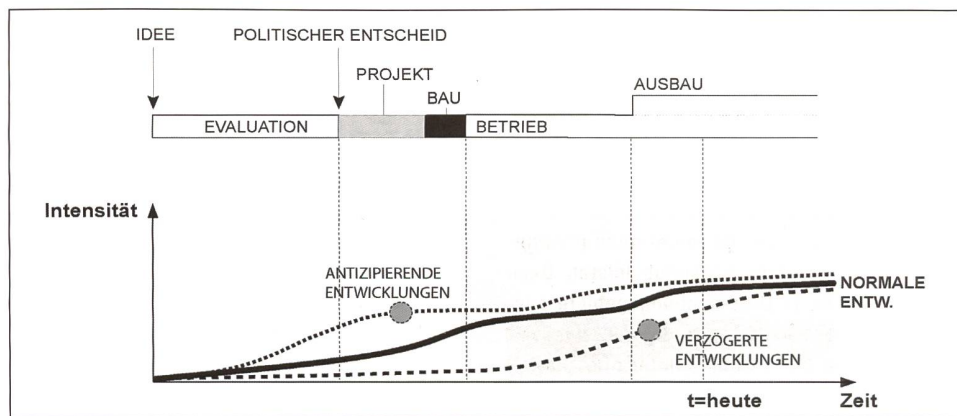 IDEE
POLITISCHER ENTSCHEID
PROJEKT
BAU
AUSBAU
EVALUATION
BETRIEB
Intensität
ANTIZIPIERENDE
ENTWICKLUNGEN
NORMALE
ENTW.
VERZÖGERTE
ENTWICKLUNGEN
t=heute
Zeit